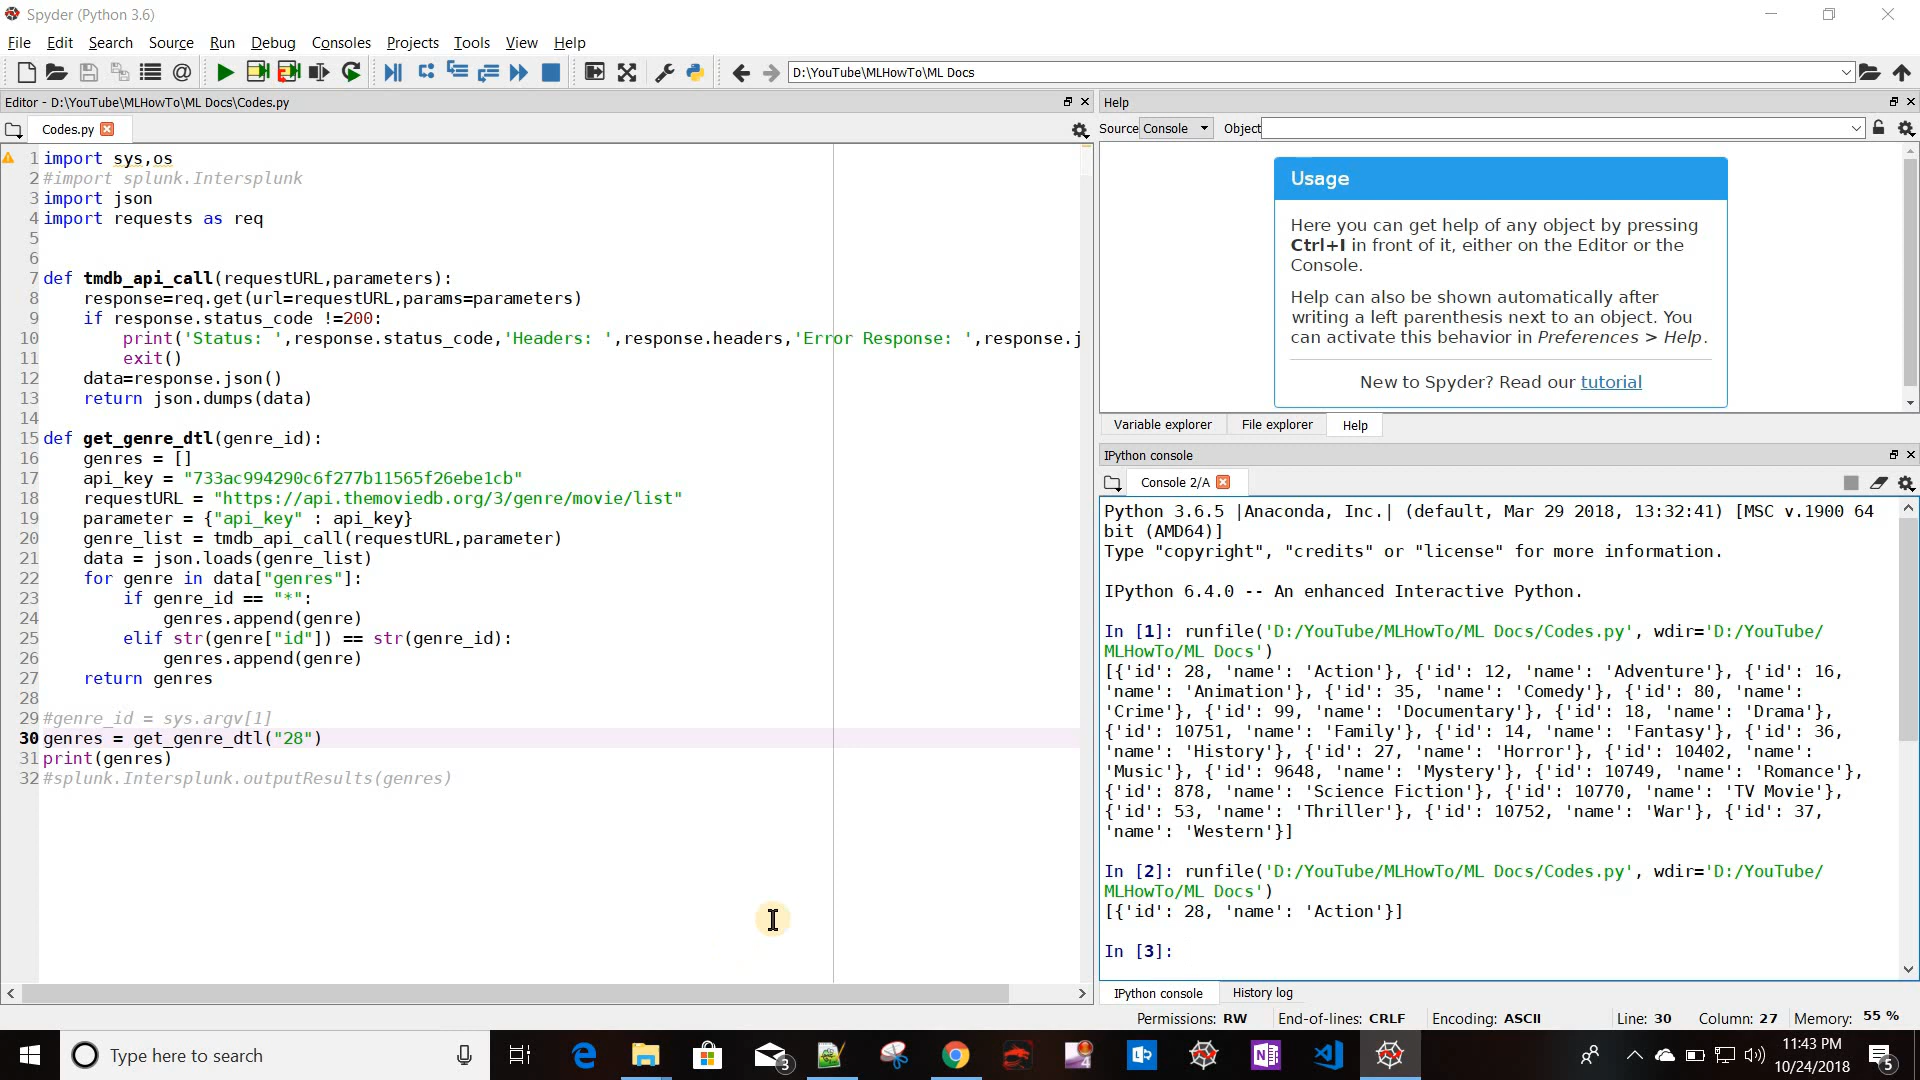 Spyder (Python 3.6)
File Edit Search Source Run Debug Consoles Projects Tools View Help
D:\YouTube\MLHowTo\ML Docs
Editor - D:\YouTube\MLHowTo\ML Docs\Codes.py
Codes.py
1 import sys,os
2 #import splunk.Intersplunk
3 import json
4 import requests as req
5
6
7 def tmdb_api_call(requestURL,parameters):
8 response=req.get(url=requestURL,params=parameters)
9 if response.status_code !=200:
10 print('Status: ',response.status_code,'Headers: ',response.headers,'Error Response: ',response.j
11 exit()
12 data=response.json()
13 return json.dumps(data)
14
15 def get_genre_dtl(genre_id):
16 genres = []
17 api_key = "733ac994290c6f277b11565f26ebe1cb"
18 requestURL = "https://api.themoviedb.org/3/genre/movie/list"
19 parameter = {"api_key" : api_key}
20 genre_list = tmdb_api_call(requestURL,parameter)
21 data = json.loads(genre_list)
22 for genre in data["genres"]:
23 if genre_id == "*":
24 genres.append(genre)
25 elif str(genre["id"]) == str(genre_id):
26 genres.append(genre)
27 return genres
28
29 #genre_id = sys.argv[1]
30 genres = get_genre_dtl("28")
31 print(genres)
32 #splunk.Intersplunk.outputResults(genres)
Help
Source Console Object
Usage
Here you can get help of any object by pressing
Ctrl+I in front of it, either on the Editor or the
Console.
Help can also be shown automatically after
writing a left parenthesis next to an object. You
can activate this behavior in Preferences > Help.
New to Spyder? Read our tutorial
Variable explorer File explorer Help
IPython console
Console 2/A
Python 3.6.5 |Anaconda, Inc.| (default, Mar 29 2018, 13:32:41) [MSC v.1900 64
bit (AMD64)]
Type "copyright", "credits" or "license" for more information.
IPython 6.4.0 -- An enhanced Interactive Python.
In [1]: runfile('D:/YouTube/MLHowTo/ML Docs/Codes.py', wdir='D:/YouTube/
MLHowTo/ML Docs')
[{'id': 28, 'name': 'Action'}, {'id': 12, 'name': 'Adventure'}, {'id': 16,
'name': 'Animation'}, {'id': 35, 'name': 'Comedy'}, {'id': 80, 'name':
'Crime'}, {'id': 99, 'name': 'Documentary'}, {'id': 18, 'name': 'Drama'},
{'id': 10751, 'name': 'Family'}, {'id': 14, 'name': 'Fantasy'}, {'id': 36,
'name': 'History'}, {'id': 27, 'name': 'Horror'}, {'id': 10402, 'name':
'Music'}, {'id': 9648, 'name': 'Mystery'}, {'id': 10749, 'name': 'Romance'},
{'id': 878, 'name': 'Science Fiction'}, {'id': 10770, 'name': 'TV Movie'},
{'id': 53, 'name': 'Thriller'}, {'id': 10752, 'name': 'War'}, {'id': 37,
'name': 'Western'}]
In [2]: runfile('D:/YouTube/MLHowTo/ML Docs/Codes.py', wdir='D:/YouTube/
MLHowTo/ML Docs')
[{'id': 28, 'name': 'Action'}]
In [3]:
IPython console History log
Permissions: RW End-of-lines: CRLF Encoding: ASCII Line: 30 Column: 27 Memory: 55 %
Type here to search
3
4
11:43 PM
10/24/2018
5